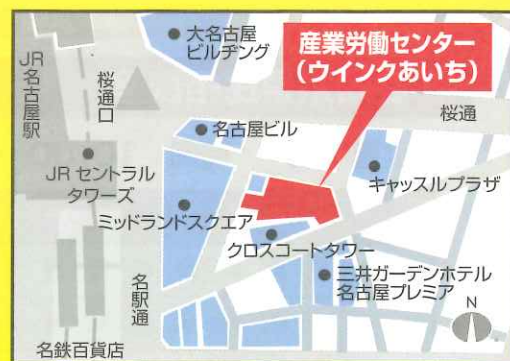 大名古屋
ビルヂング
産業労働センター
（ウインクあいち）
JR名古屋駅
桜通口
桜通
名古屋ビル
JRセントラル
タワーズ
キャッスルプラザ
ミッドランドスクエア
クロスコートタワー
三井ガーデンホテル
名古屋プレミア
名駅通
N
名鉄百貨店